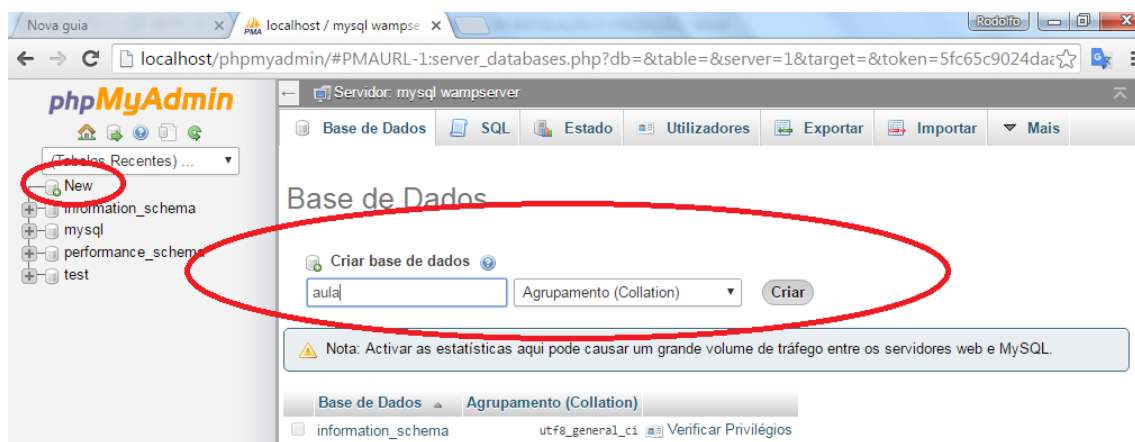 Nova guia
localhost / mysql wampse
Rodolfo
localhost/phpmyadmin/#PMAURL-1:server_databases.php?db=&table=&server=1&target=&token=5fc65c9024daa
phpMyAdmin
Servidor: mysql wampserver
Base de Dados SQL Estado Utilizadores Exportar Importar Mais
(Tabelas Recentes) ...
New
information_schema
mysql
performance_schema
test
Base de Dados
Criar base de dados
aula
Agrupamento (Collation)
Criar
Nota: Activar as estatísticas aqui pode causar um grande volume de tráfego entre os servidores web e MySQL.
Base de Dados Agrupamento (Collation)
information_schema utf8_general_ci Verificar Privilégios